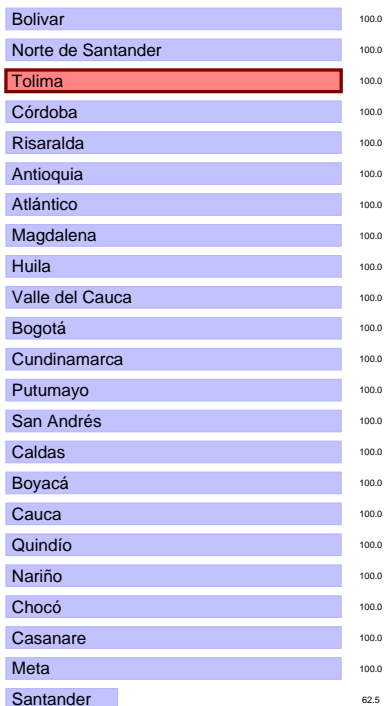 Bolivar 100.0
Norte de Santander 100.0
Tolima 100.0
Córdoba 100.0
Risaralda 100.0
Antioquia 100.0
Atlántico 100.0
Magdalena 100.0
Huila 100.0
Valle del Cauca 100.0
Bogotá 100.0
Cundinamarca 100.0
Putumayo 100.0
San Andrés 100.0
Caldas 100.0
Boyacá 100.0
Cauca 100.0
Quindío 100.0
Nariño 100.0
Chocó 100.0
Casanare 100.0
Meta 100.0
Santander 62.5